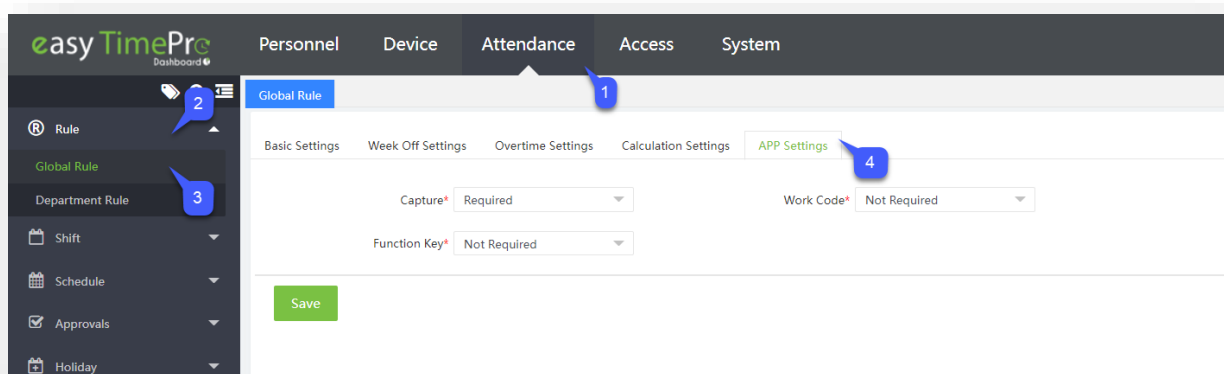 easy TimePro
Dashboard
Personnel Device Attendance Access System
1
2
Global Rule
Rule
Basic Settings Week Off Settings Overtime Settings Calculation Settings APP Settings
4
Global Rule
3
Department Rule
Capture* Required Work Code* Not Required
Shift
Function Key* Not Required
Schedule
Save
Approvals
Holiday